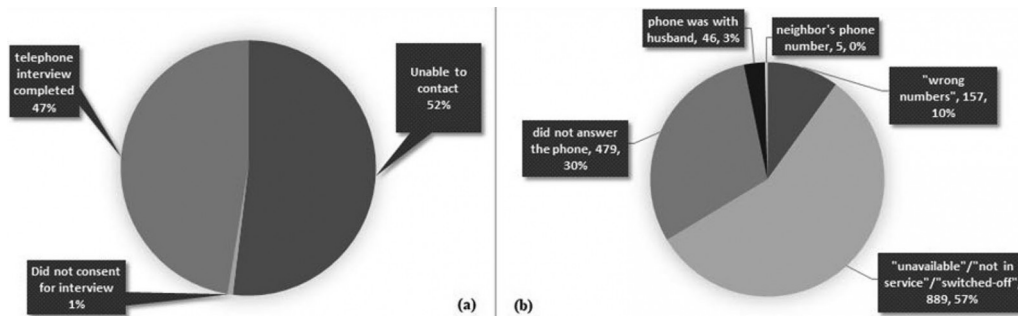 telephone
interview
completed
47%
Unable to
contact
52%
Did not consent
for interview
1%
(a)
phone was with
husband, 46, 3%
neighbor's phone
number, 5, 0%
"wrong
numbers", 157,
10%
did not answer
the phone, 479,
30%
"unavailable"/"not in
service"/"switched-off"
889, 57%
(b)